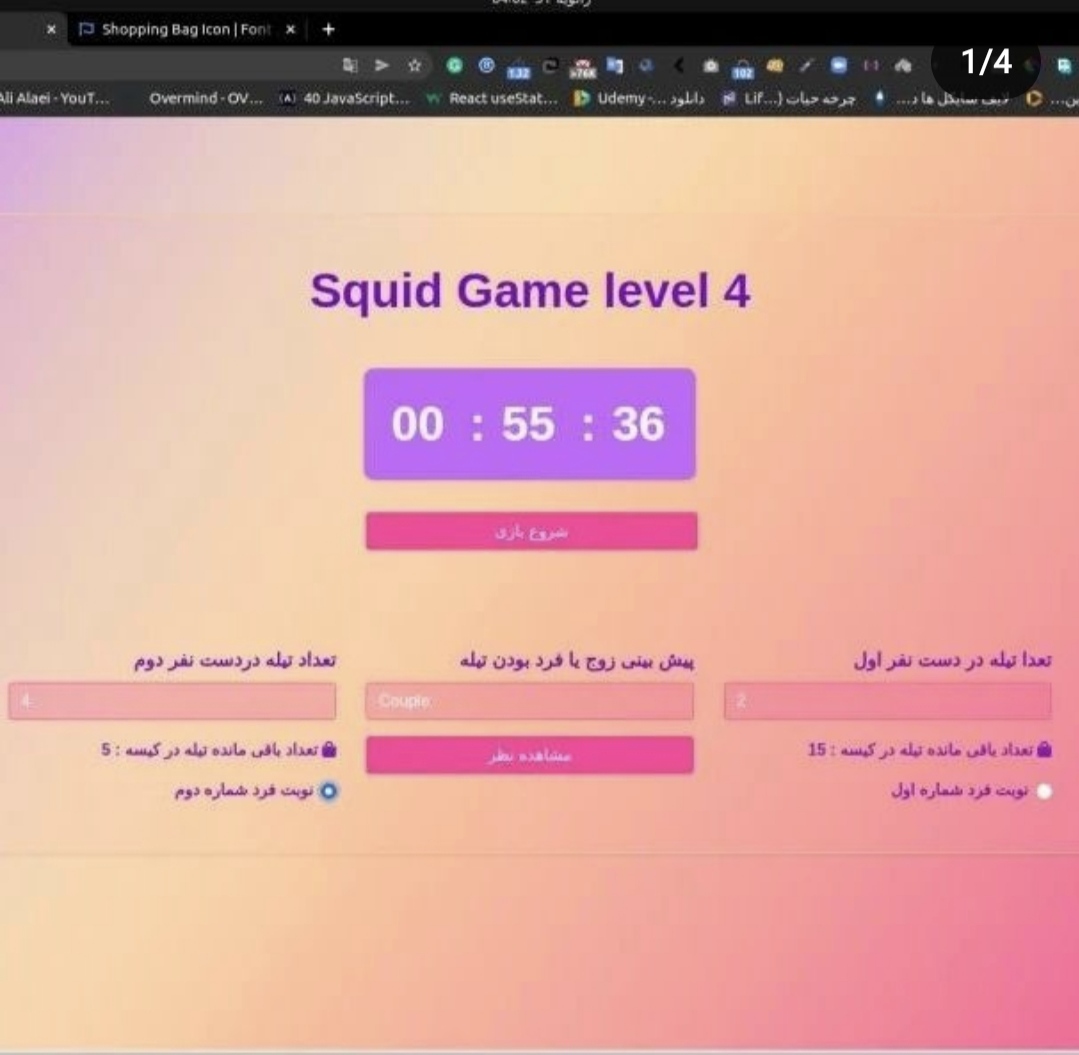 Shopping Bag Icon | Font
1/4
132
>76K
102
Ali Alaei - YouT...
Overmind - OV...
40 JavaScript...
React useStat...
دانلود ...- Udemy
چرخه حیات (...Lif
لایف سایکل ها د...
Squid Game level 4
00 : 55 : 36
شروع بازی
تعدا تیله در دست نفر اول
پیش بینی زوج یا فرد بودن تیله
تعداد تیله دردست نفر دوم
2
Couple
4
تعداد باقی مانده تیله در کیسه : 15
مشاهده نظر
تعداد باقی مانده تیله در کیسه : 5
نوبت فرد شماره اول
نوبت فرد شماره دوم